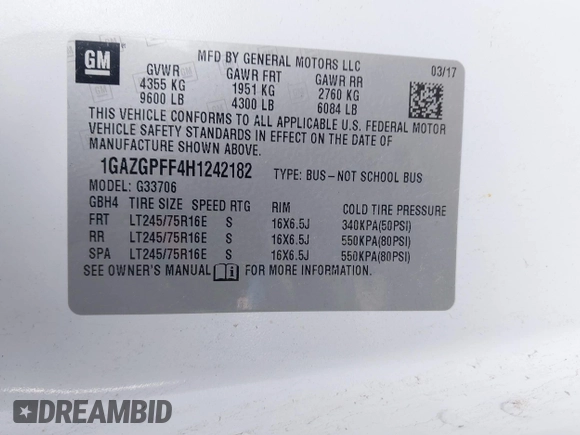 GM
MFD BY GENERAL MOTORS LLC
03/17
GVWR GAWR FRT GAWR RR
4355 KG 1951 KG 2760 KG
9600 LB 4300 LB 6084 LB
THIS VEHICLE CONFORMS TO ALL APPLICABLE U.S. FEDERAL MOTOR
VEHICLE SAFETY STANDARDS IN EFFECT ON THE DATE OF
MANUFACTURE SHOWN ABOVE.
1GAZGPFF4H1242182 TYPE: BUS-NOT SCHOOL BUS
MODEL: G33706
GBH4 TIRE SIZE SPEED RTG RIM COLD TIRE PRESSURE
FRT LT245/75R16E S 16X6.5J 340KPA(50PSI)
RR LT245/75R16E S 16X6.5J 550KPA(80PSI)
SPA LT245/75R16E S 16X6.5J 550KPA(80PSI)
SEE OWNER'S MANUAL FOR MORE INFORMATION.
DREAMBID